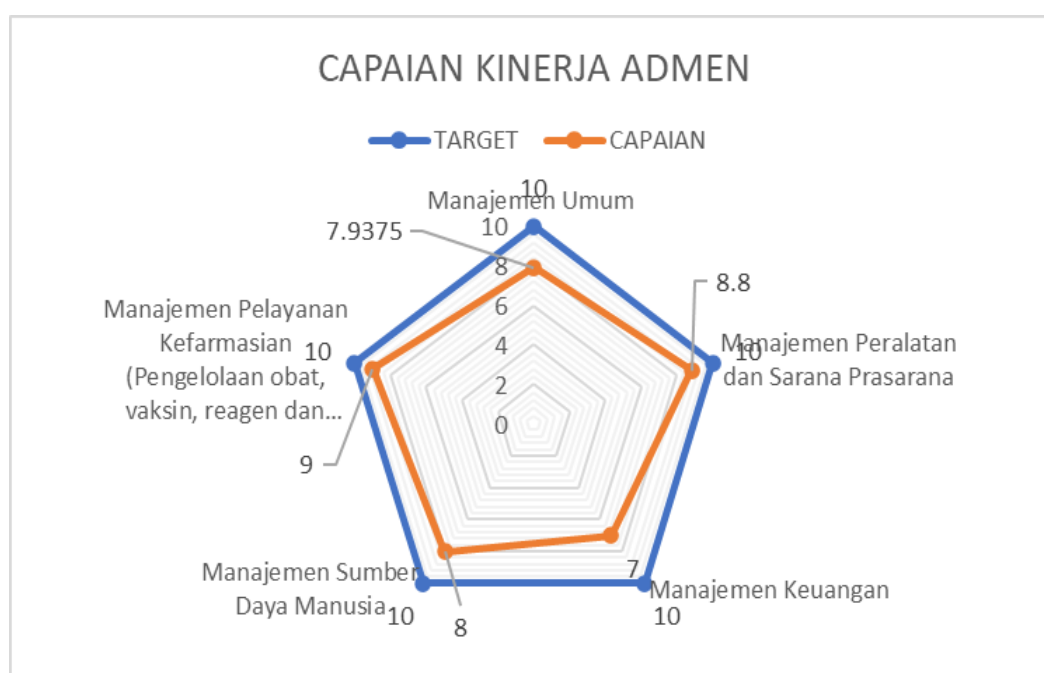 CAPAIAN KINERJA ADMEN
TARGET CAPAIAN
10
Manajemen Umum
7.9375
10
8
6
4
2
0
8.8
10
Manajemen Peralatan
dan Sarana Prasarana
7
Manajemen Keuangan
10
Manajemen Sumber
Daya Manusia
10
8
Manajemen Pelayanan
Kefarmasian
(Pengelolaan obat,
vaksin, reagen dan...
10
9